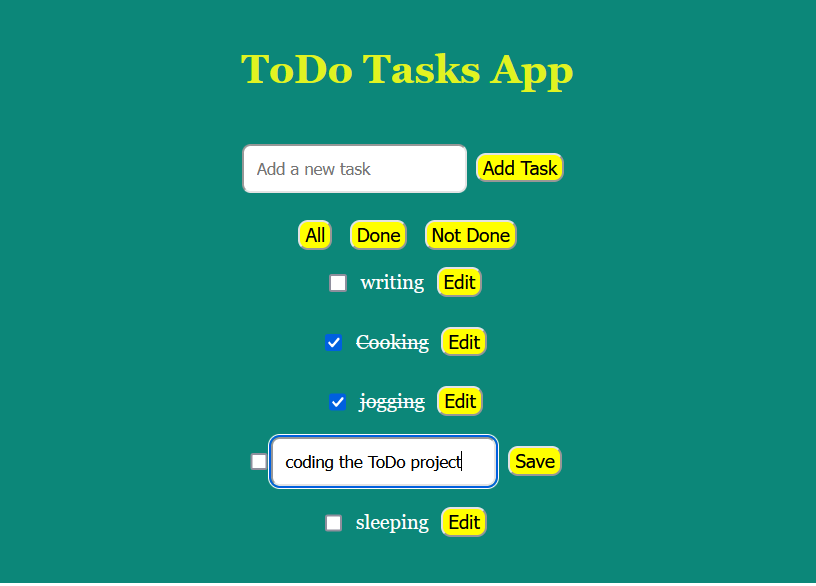 ToDo Tasks App
Add a new task Add Task
All Done Not Done
writing Edit
Cooking Edit
jogging Edit
coding the ToDo project Save
sleeping Edit